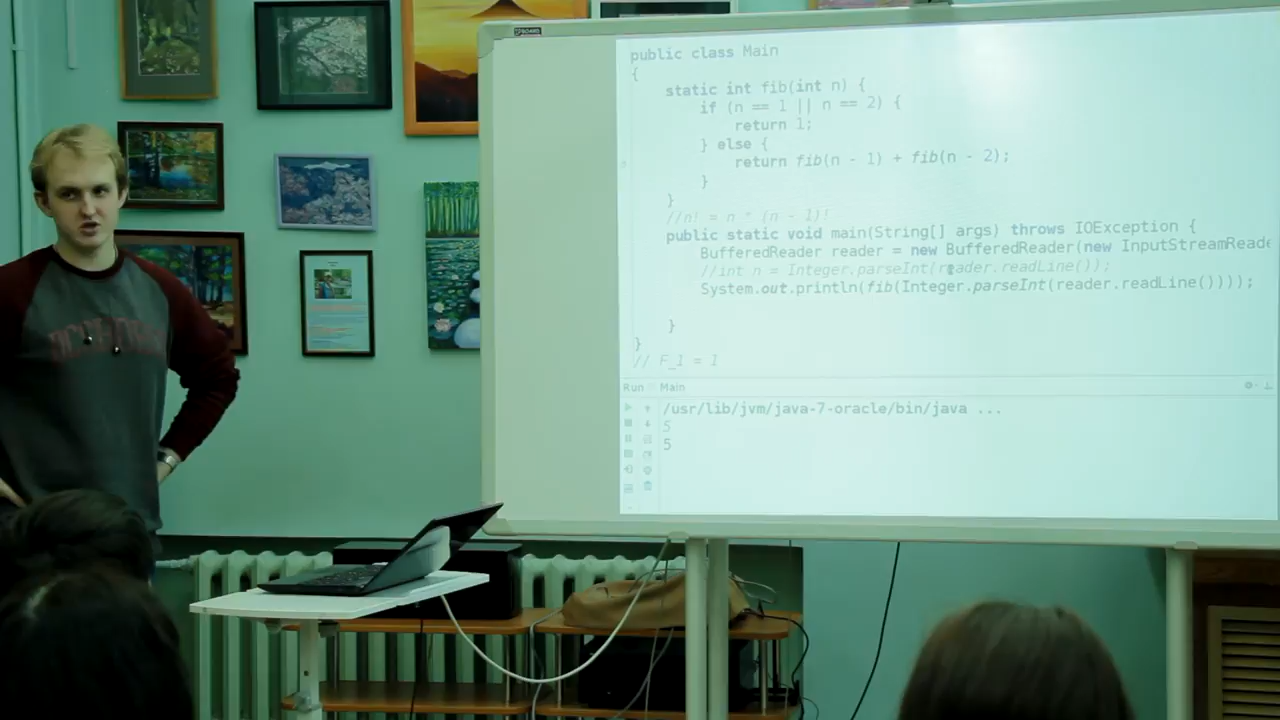 public class Main
{
static int fib(int n) {
if (n == 1 || n == 2) {
return 1;
} else {
return fib(n - 1) + fib(n - 2);
}
}
//n! = n * (n - 1)!
public static void main(String[] args) throws IOException {
BufferedReader reader = new BufferedReader(new InputStreamReade
//int n = Integer.parseInt(reader.readLine());
System.out.println(fib(Integer.parseInt(reader.readLine())));
}
}
// F_1 = 1
Run Main
/usr/lib/jvm/java-7-oracle/bin/java ...
5
5